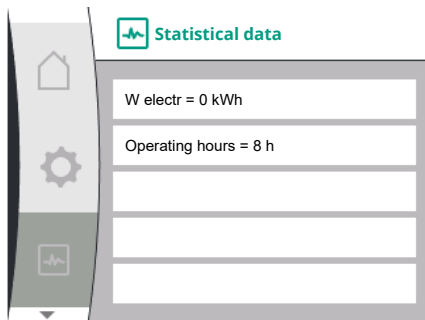 Statistical data
W electr = 0 kWh
Operating hours = 8 h